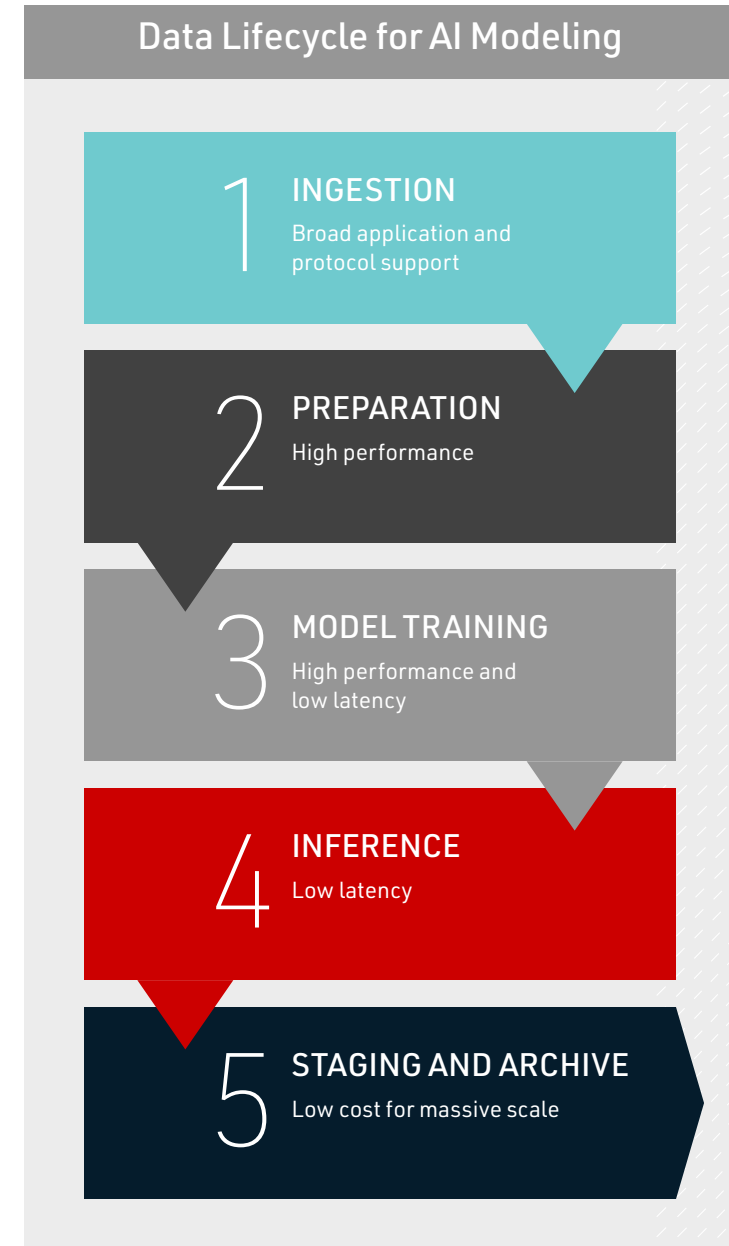 Data Lifecycle for AI Modeling
1
INGESTION
Broad application and
protocol support
2
PREPARATION
High performance
3
MODEL TRAINING
High performance and
low latency
4
INFERENCE
Low latency
5
STAGING AND ARCHIVE
Low cost for massive scale